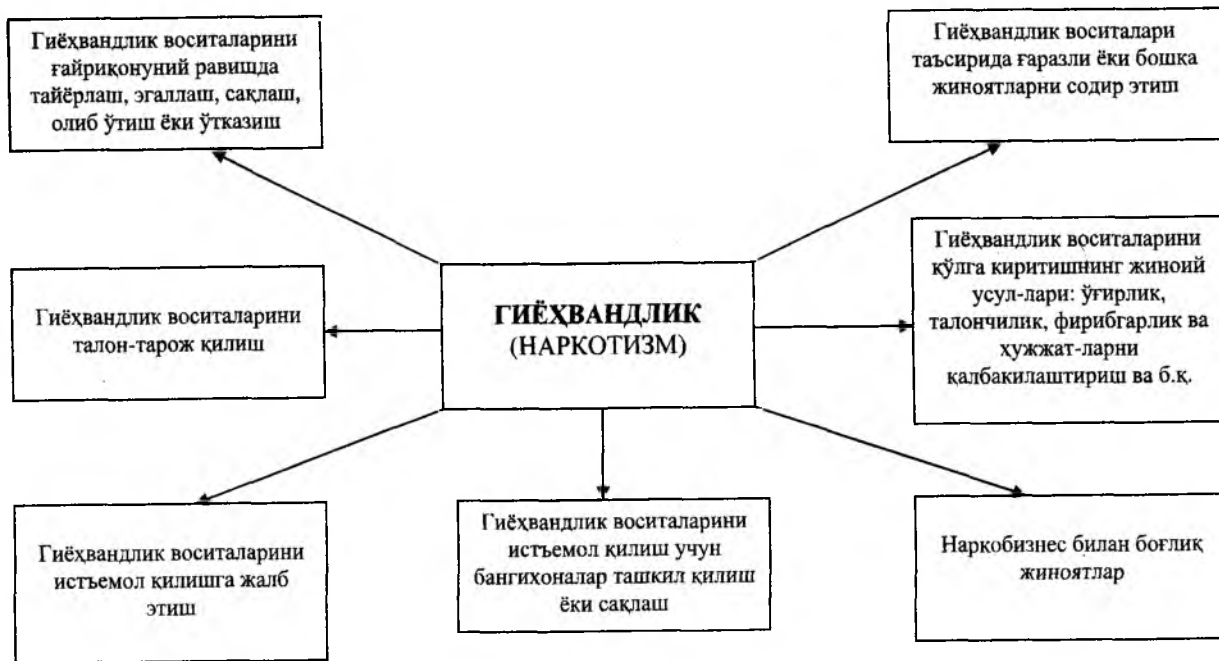 Гиёҳвандлик воситаларини
ғайриқонуний равишда
тайёрлаш, эгаллаш, сақлаш,
олиб ўтиш ёки ўтказиш
Гиёҳвандлик воситалари
таъсирида ғаразли ёки бошка
жиноятларни содир этиш
Гиёҳвандлик воситаларини
талон-тарож қилиш
ГИЁҲВАНДЛИК
(НАРКОТИЗМ)
Гиёҳвандлик воситаларини
қўлга киритишнинг жиноий
усул-лари: ўғирлик,
талончилик, фирибгарлик ва
ҳужжат-ларни
қалбакилаштириш ва б.қ.
Гиёҳвандлик воситаларини
истъемол қилишга жалб
этиш
Гиёҳвандлик воситаларини
истъемол қилиш учун
бангихоналар ташкил қилиш
ёки сақлаш
Наркобизнес билан боғлиқ
жиноятлар